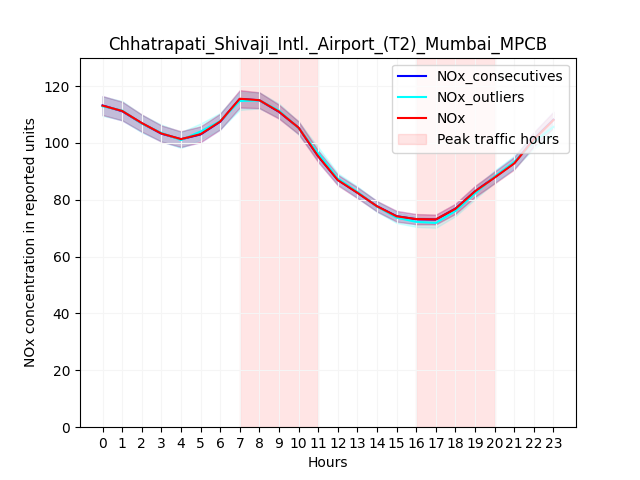 Chhatrapati_Shivaji_Intl._Airport_(T2)_Mumbai_MPCB
NOx_consecutives
NOx_outliers
NOx
Peak traffic hours
NOx concentration in reported units
120
100
80
60
40
20
0
0 1 2 3 4 5 6 7 8 9 10 11 12 13 14 15 16 17 18 19 20 21 22 23
Hours